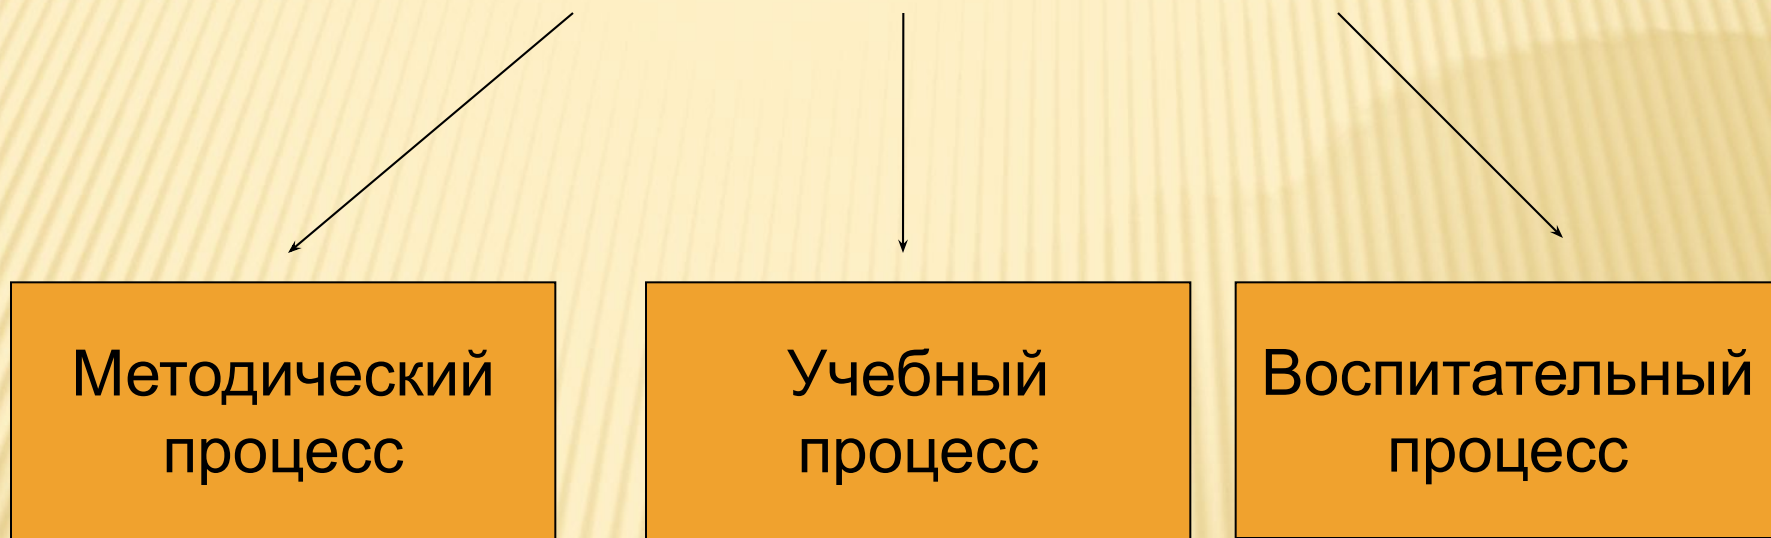 Методический
процесс
Учебный
процесс
Воспитательный
процесс